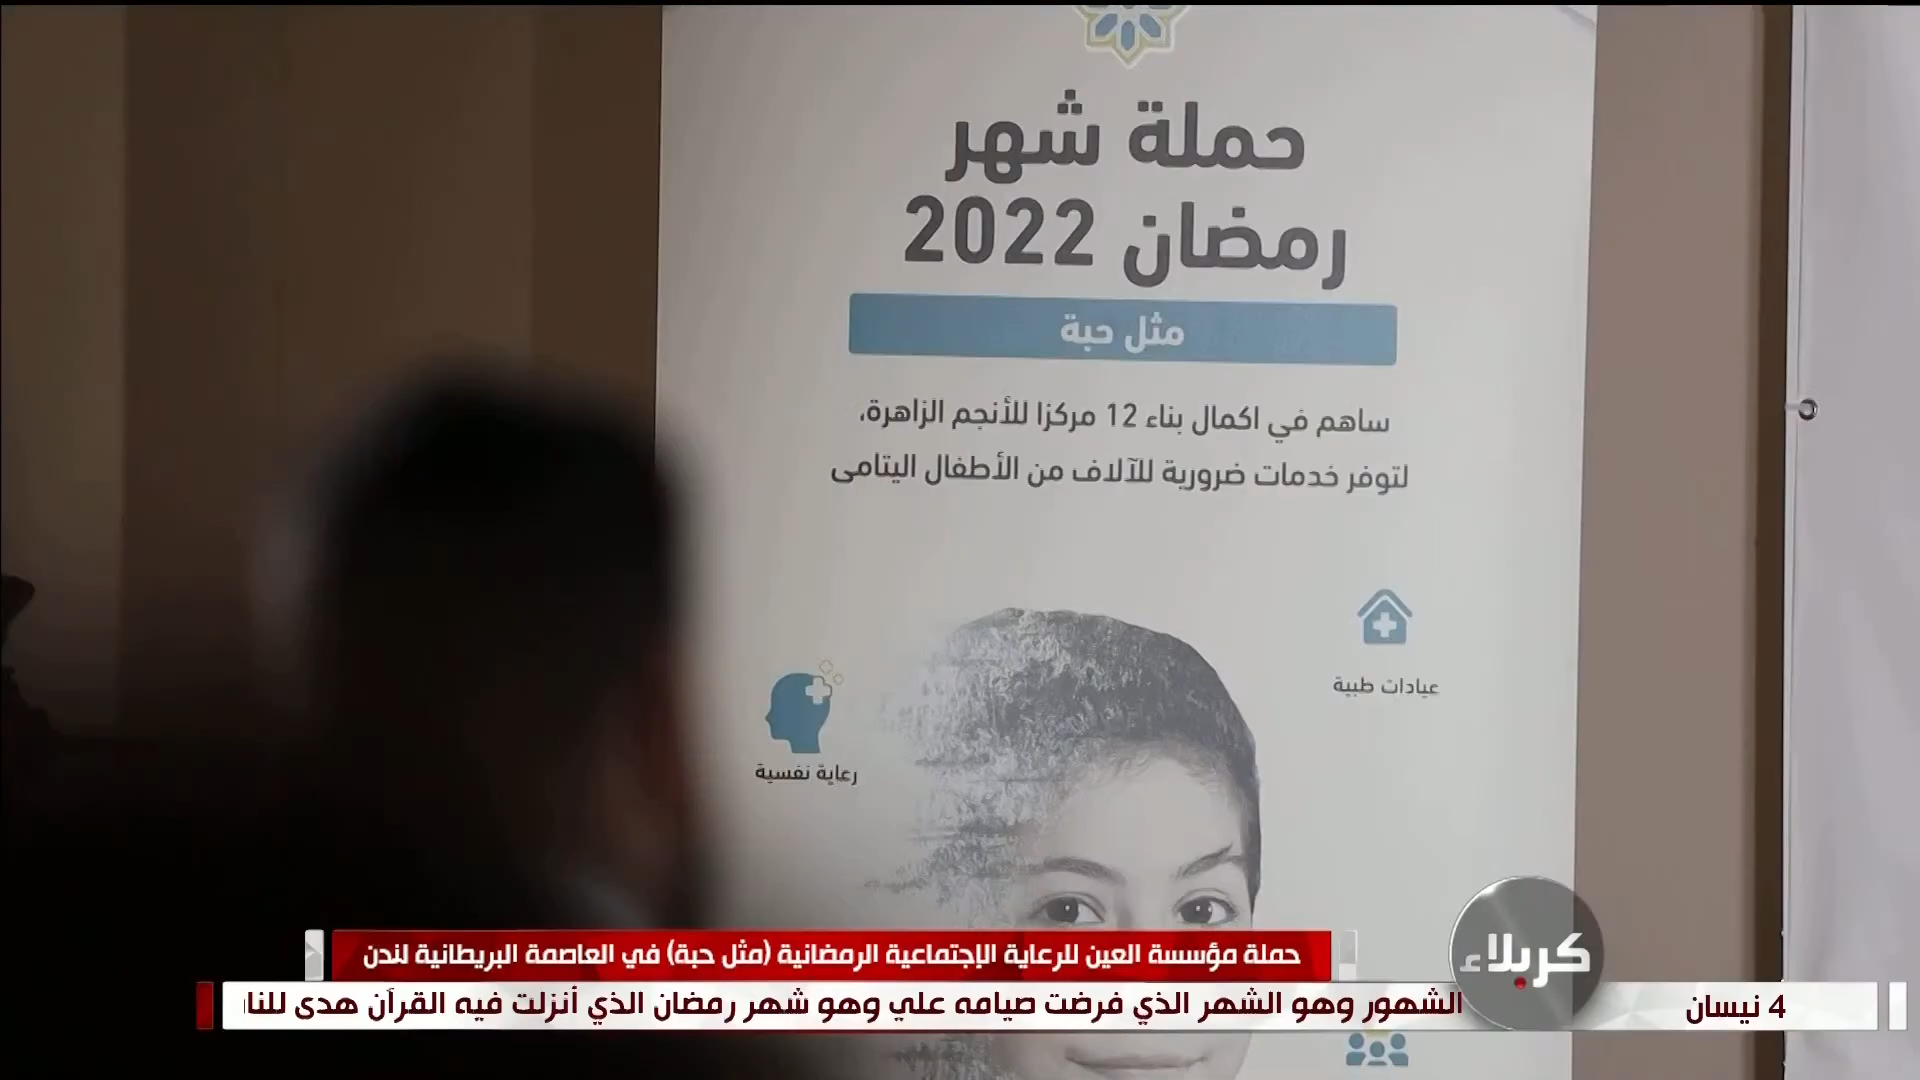 حملة شهر
رمضان 2022
مثل حبة
ساهم في اكمال بناء 12 مركزا للأنجم الزاهرة،
لتوفر خدمات ضرورية للآلاف من الأطفال اليتامى
عيادات طبية
رعاية نفسية
حملة مؤسسة العين للرعاية الإجتماعية الرمضانية (مثل حبة) في العاصمة البريطانية لندن
كربلاء
4 نيسان
الشهور وهو الشهر الذي فرضت صيامه علي وهو شهر رمضان الذي أنزلت فيه القرآن هدى للنا